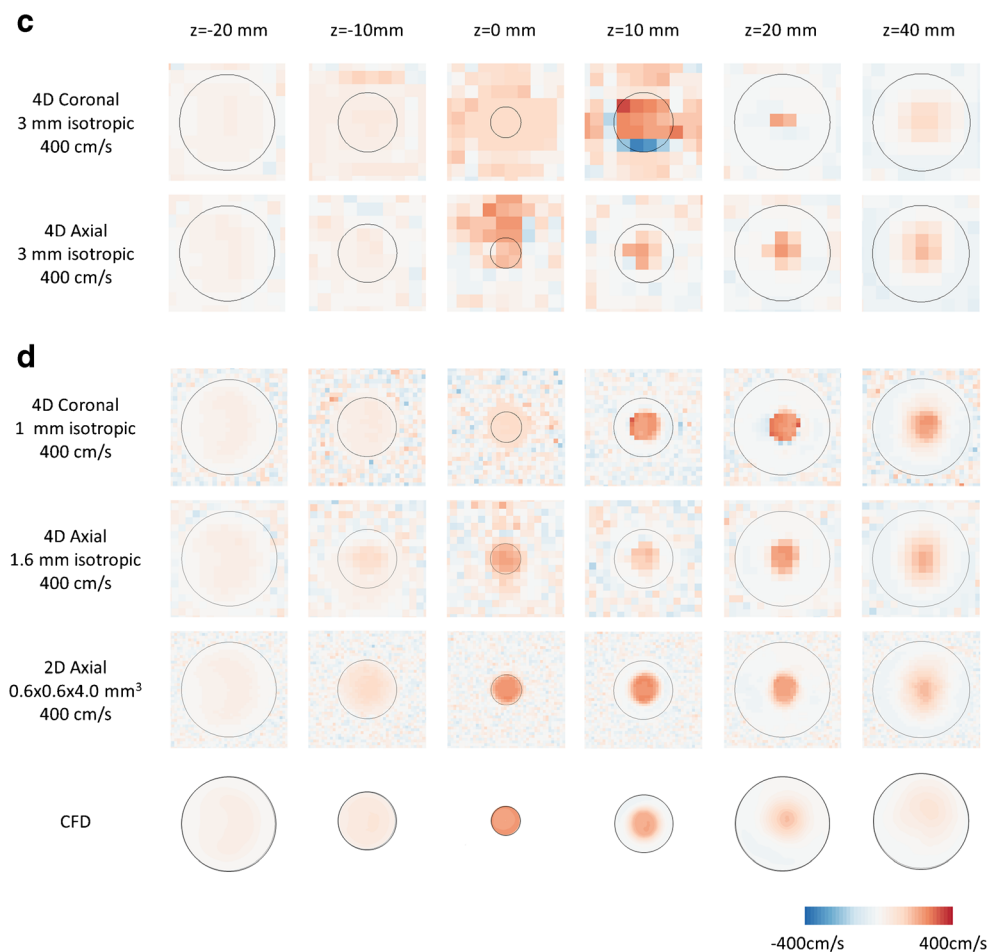 c
z=-20 mm z=-10mm z=0 mm z=10 mm z=20 mm z=40 mm
4D Coronal
3 mm isotropic
400 cm/s
4D Axial
3 mm isotropic
400 cm/s
d
4D Coronal
1 mm isotropic
400 cm/s
4D Axial
1.6 mm isotropic
400 cm/s
2D Axial
0.6x0.6x4.0 mm³
400 cm/s
CFD
-400cm/s 400cm/s